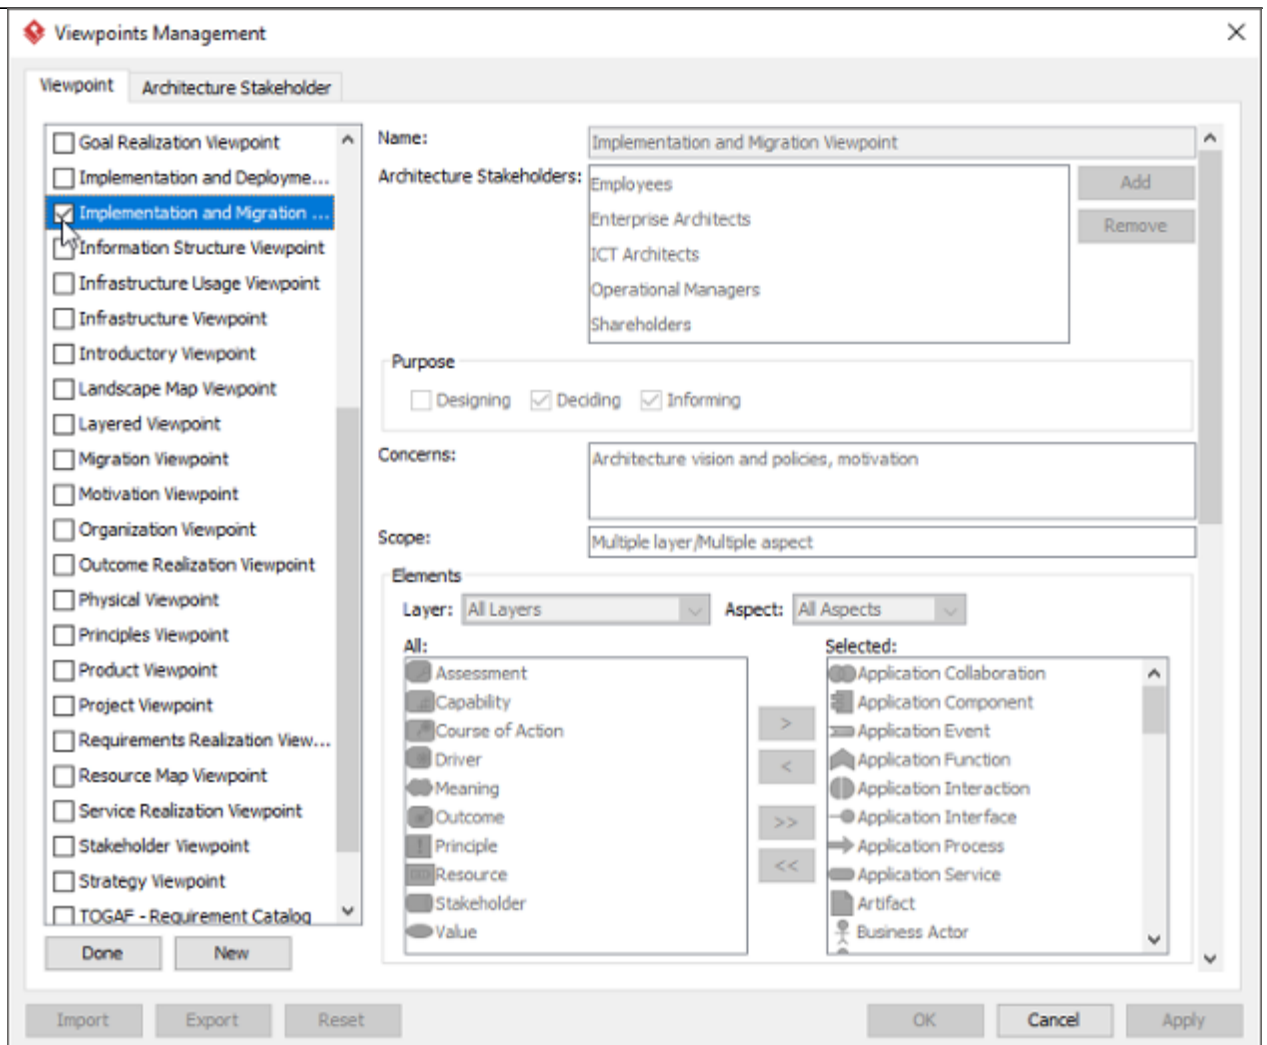 Viewpoints Management
Viewpoint
Architecture Stakeholder
Goal Realization Viewpoint
Implementation and Deployme...
Implementation and Migration ...
Information Structure Viewpoint
Infrastructure Usage Viewpoint
Infrastructure Viewpoint
Introductory Viewpoint
Landscape Map Viewpoint
Layered Viewpoint
Migration Viewpoint
Motivation Viewpoint
Organization Viewpoint
Outcome Realization Viewpoint
Physical Viewpoint
Principles Viewpoint
Product Viewpoint
Project Viewpoint
Requirements Realization View...
Resource Map Viewpoint
Service Realization Viewpoint
Stakeholder Viewpoint
Strategy Viewpoint
TOGAF - Requirement Catalog
Done
New
Name:
Implementation and Migration Viewpoint
Architecture Stakeholders:
Employees
Enterprise Architects
ICT Architects
Operational Managers
Shareholders
Add
Remove
Purpose
Designing
Deciding
Informing
Concerns:
Architecture vision and policies, motivation
Scope:
Multiple layer/Multiple aspect
Elements
Layer:
All Layers
Aspect:
All Aspects
All:
Assessment
Capability
Course of Action
Driver
Meaning
Outcome
Principle
Resource
Stakeholder
Value
>
<
>>
<<
Selected:
Application Collaboration
Application Component
Application Event
Application Function
Application Interaction
Application Interface
Application Process
Application Service
Artifact
Business Actor
Import
Export
Reset
OK
Cancel
Apply